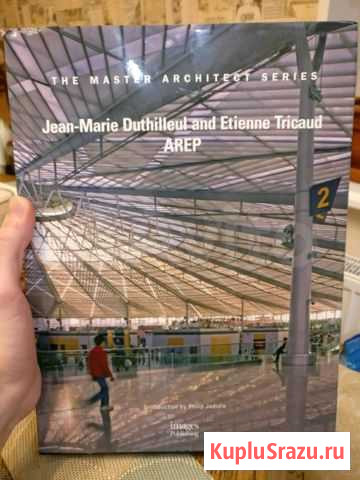 THE MASTER ARCHITECT SERIES
Jean-Marie Duthilleul and Etienne Tricaud
AREP
2
Introduction by Philip Jodidio
images
Publishing
KupluSrazu.ru